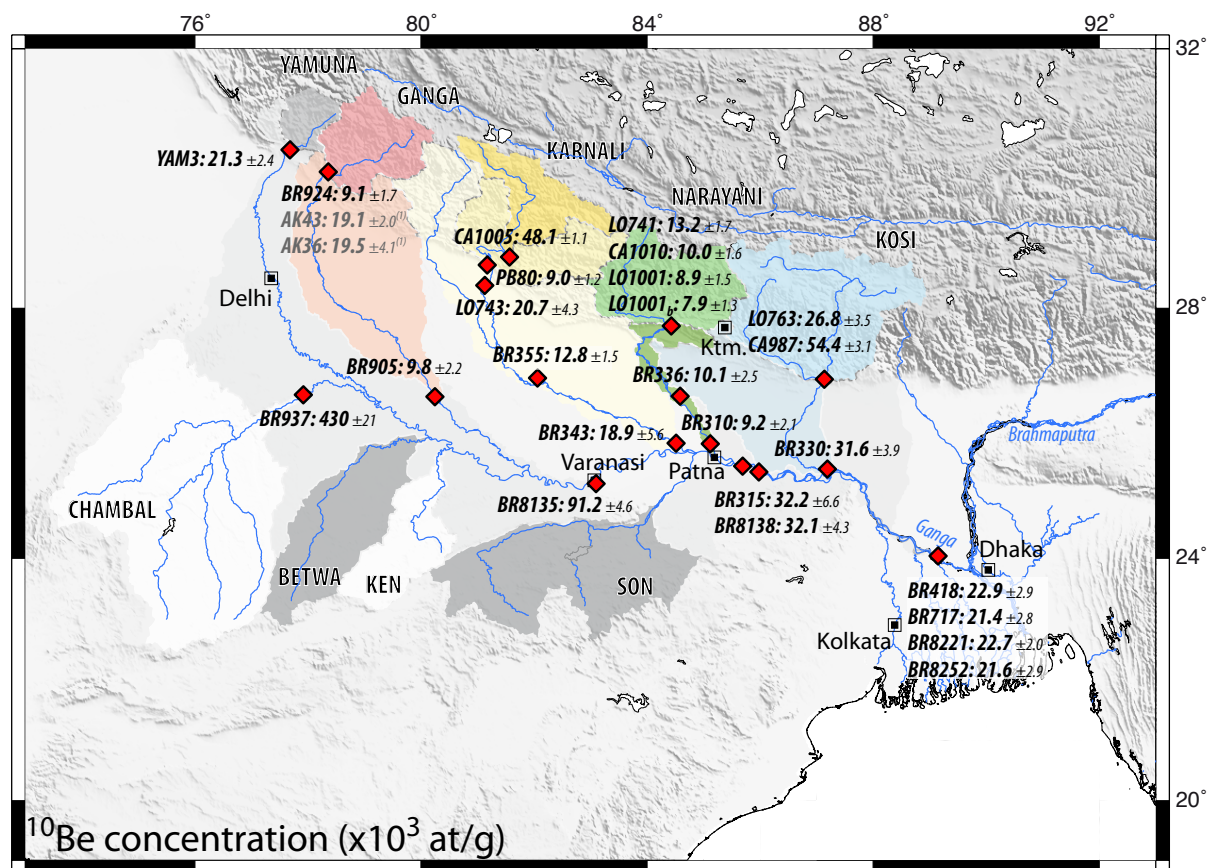 76° 80° 84° 88° 92°
32°
YAMUNA
GANGA
KARNALI
YAM3: 21.3 ±2.4
BR924: 9.1 ±1.7
NARAYANI
AK43: 19.1 ±2.0(1)
LO741: 13.2 ±1.7
AK36: 19.5 ±4.1(1)
CA1005: 48.1 ±1.1
CA1010: 10.0 ±1.6
KOSI
PB80: 9.0 ±1.2
LO1001: 8.9 ±1.5
Delhi
LO743: 20.7 ±4.3
LO1001b: 7.9 ±1.3
28°
LO763: 26.8 ±3.5
Ktm.
CA987: 54.4 ±3.1
BR355: 12.8 ±1.5
BR905: 9.8 ±2.2
BR336: 10.1 ±2.5
BR937: 430 ±21
BR310: 9.2 ±2.1
BR343: 18.9 ±5.6
BR330: 31.6 ±3.9
Brahmaputra
Varanasi
Patna
BR8135: 91.2 ±4.6
BR315: 32.2 ±6.6
CHAMBAL
BR8138: 32.1 ±4.3
Ganga
Dhaka
24°
BETWA
KEN
SON
BR418: 22.9 ±2.9
BR717: 21.4 ±2.8
Kolkata
BR8221: 22.7 ±2.0
BR8252: 21.6 ±2.9
20°
10Be concentration (x10³ at/g)